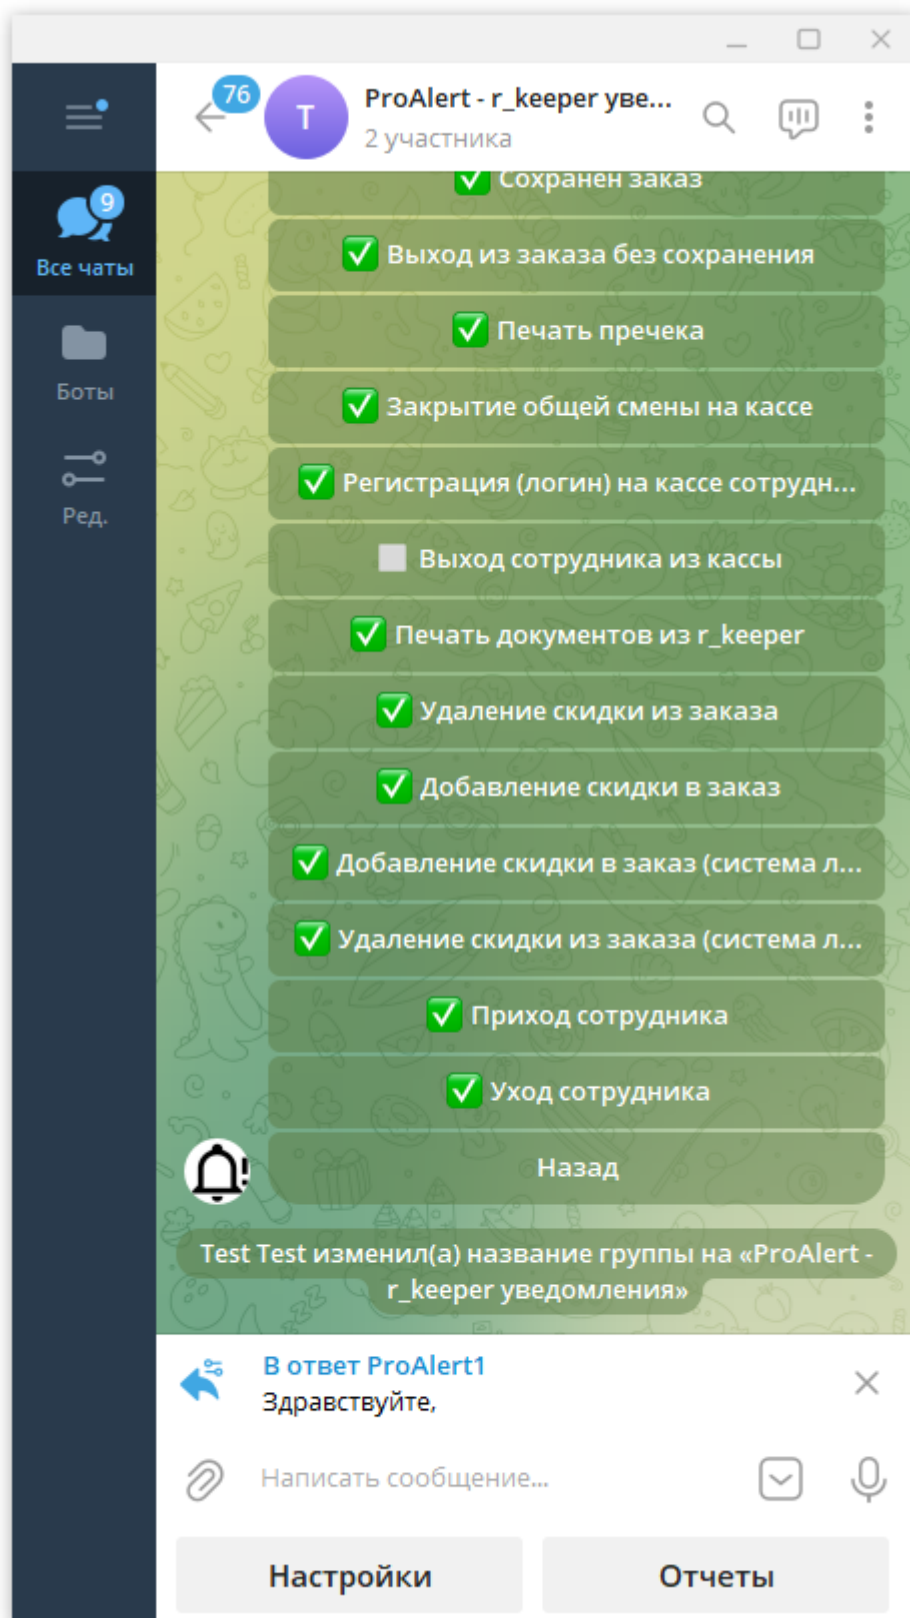 76
T
ProAlert - r_keeper уве...
2 участника
9
Все чаты
Боты
Ред.
Сохранен заказ
Выход из заказа без сохранения
Печать пречека
Закрытие общей смены на кассе
Регистрация (логин) на кассе сотрудн...
Выход сотрудника из кассы
Печать документов из r_keeper
Удаление скидки из заказа
Добавление скидки в заказ
Добавление скидки в заказ (система л...
Удаление скидки из заказа (система л...
Приход сотрудника
Уход сотрудника
Назад
Test Test изменил(а) название группы на «ProAlert -
r_keeper уведомления»
В ответ ProAlert1
Здравствуйте,
Написать сообщение...
Настройки
Отчеты